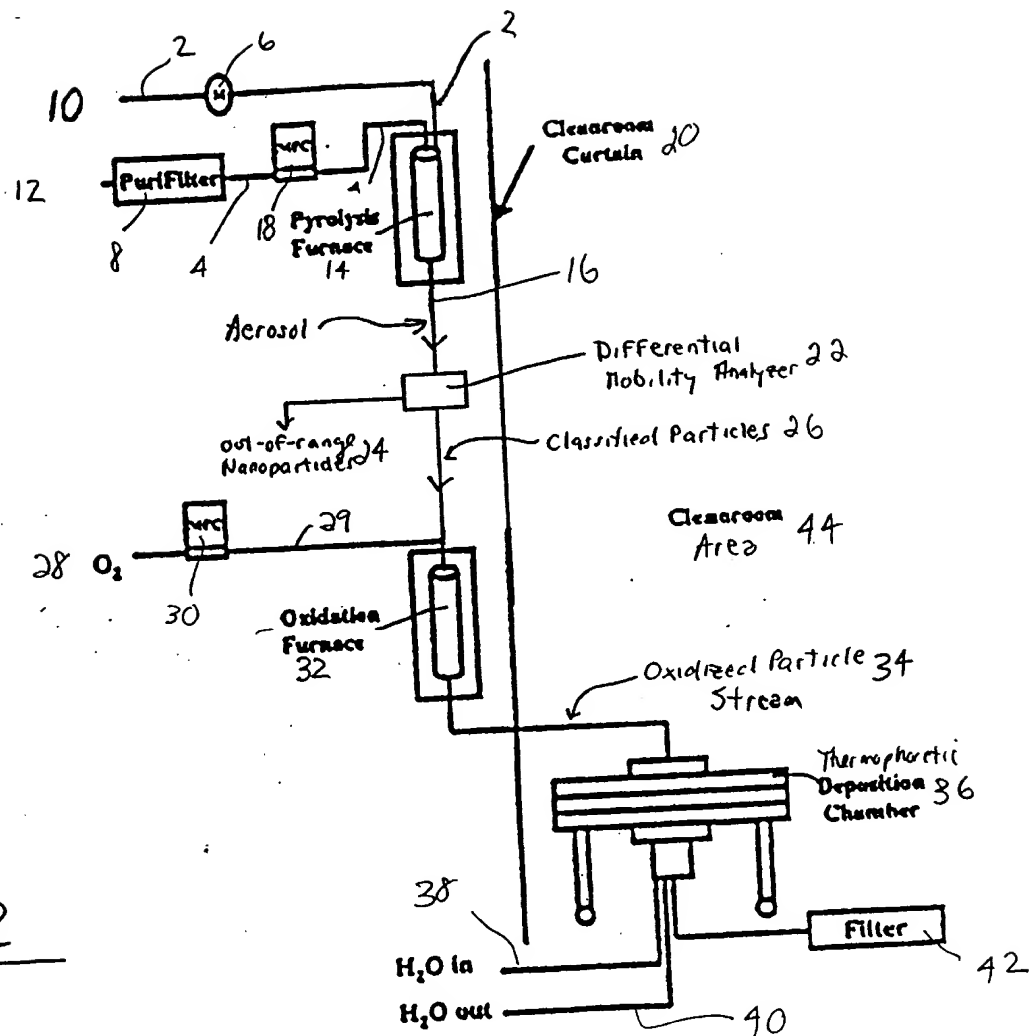 2
6
2
10
M
Cleanroom
Curtain 20
MFC
12
PuriFilter
4
18
Pyrolysis
Furnace
14
8
4
16
Aerosol
Differential
Mobility Analyzer 22
out-of-range
Nanoparticles 24
Classified Particles 26
MFC
29
Cleanroom
Area 44
28 O₂
30
Oxidation
Furnace
32
Oxidized Particle 34
Stream
Thermophoretic
Deposition 36
Chamber
38
Filter
42
H₂O in
H₂O out
40